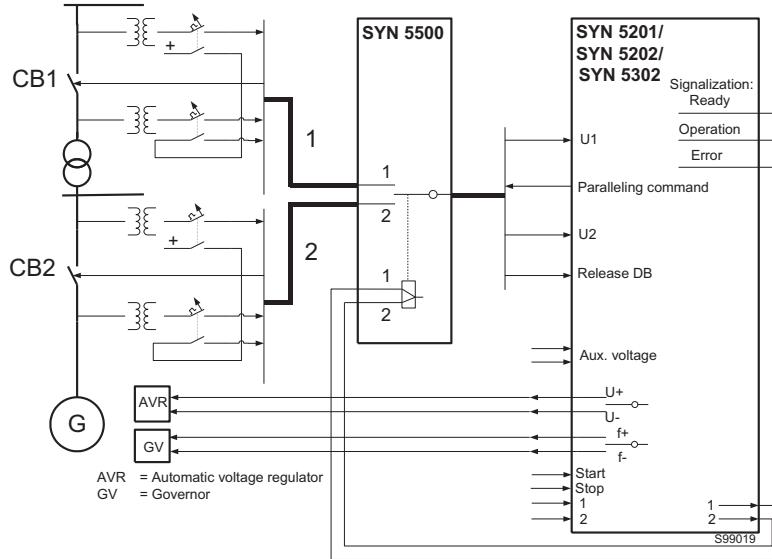 SYN 5500
SYN 5201/
SYN 5202/
SYN 5302
Signalization:
Ready
Operation
Error
+
CB1
1
1
2
U1
Paralleling command
U2
Release DB
+
CB2
2
1
2
Aux. voltage
AVR
U+
U-
G
GV
f+
f-
AVR = Automatic voltage regulator
GV = Governor
Start
Stop
1
2
1
2
S99019